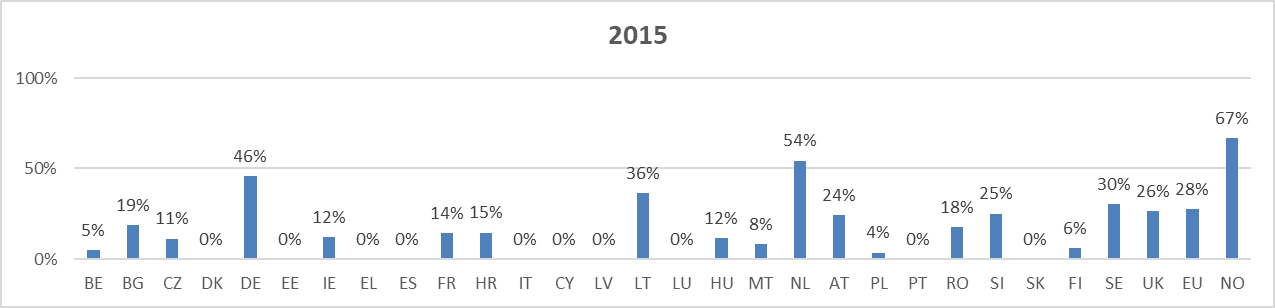 2015
100%
50%
0%
5% 19% 11% 0% 46% 0% 12% 0% 0% 14% 15% 0% 0% 0% 36% 0% 12% 8% 54% 24% 4% 0% 18% 25% 0% 6% 30% 26% 28% 67%
BE BG CZ DK DE EE IE EL ES FR HR IT CY LV LT LU HU MT NL AT PL PT RO SI SK FI SE UK EU NO